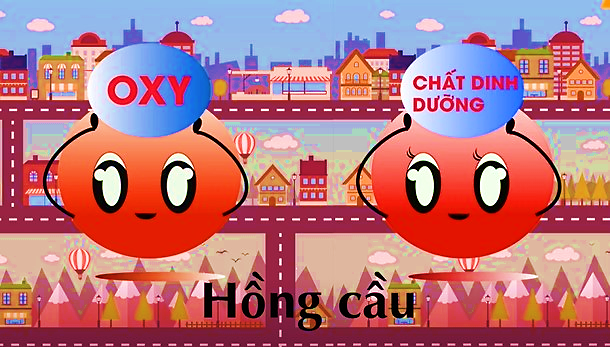 OXY
CHẤT DINH
DƯỠNG
Hồng cầu